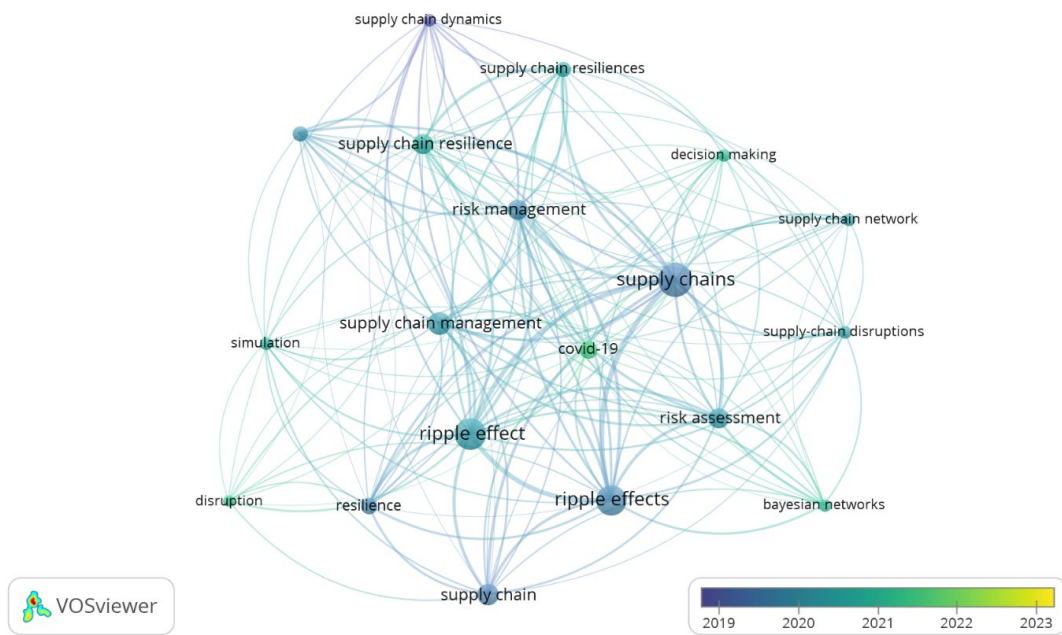 supply chain dynamics
supply chain resiliences
supply chain resilience
decision making
risk management
supply chain network
supply chains
supply chain management
supply-chain disruptions
simulation
covid-19
risk assessment
ripple effect
ripple effects
disruption
resilience
bayesian networks
supply chain
VOSviewer
2019 2020 2021 2022 2023